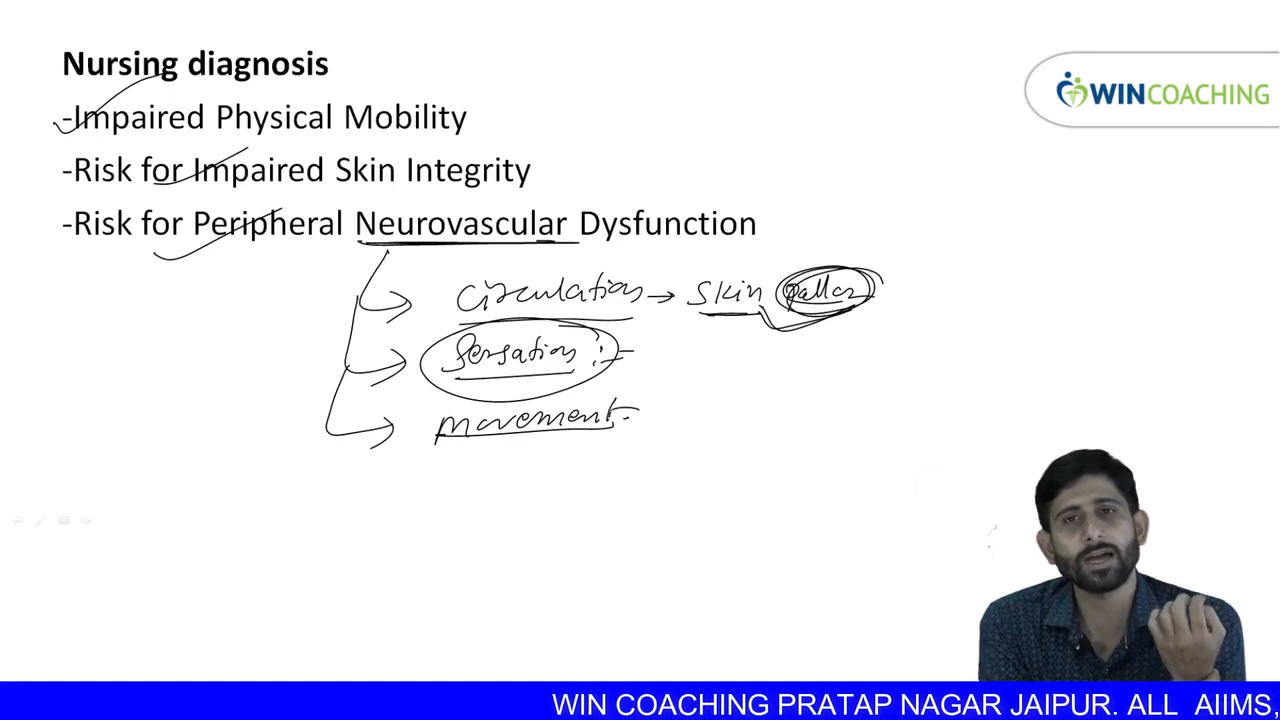 Nursing diagnosis
WINCOACHING
-Impaired Physical Mobility
-Risk for Impaired Skin Integrity
-Risk for Peripheral Neurovascular Dysfunction
circulation → skin pallor
Sensation :-
movement:-
WIN COACHING PRATAP NAGAR JAIPUR. ALL AIIMS,